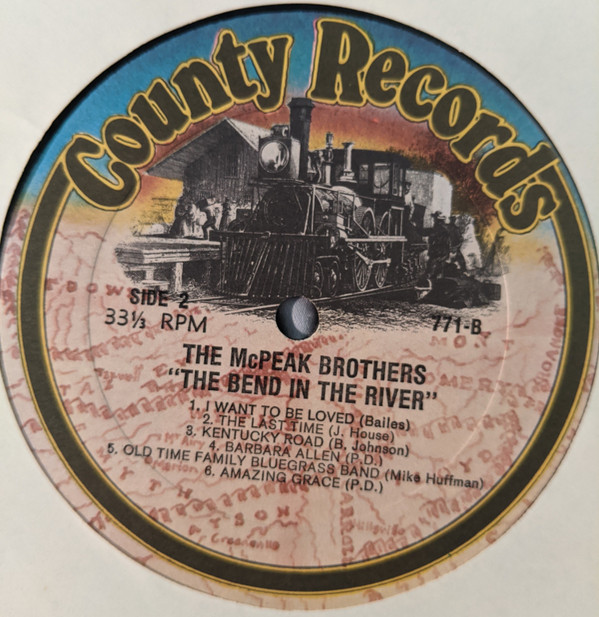 County Records
SIDE 2
33⅓ RPM
771-B
THE McPEAK BROTHERS
"THE BEND IN THE RIVER"
1. I WANT TO BE LOVED (Bailes)
2. THE LAST TIME (J. House)
3. KENTUCKY ROAD (B. Johnson)
4. BARBARA ALLEN (P.D.)
5. OLD TIME FAMILY BLUEGRASS BAND (Mike Huffman)
6. AMAZING GRACE (P.D.)